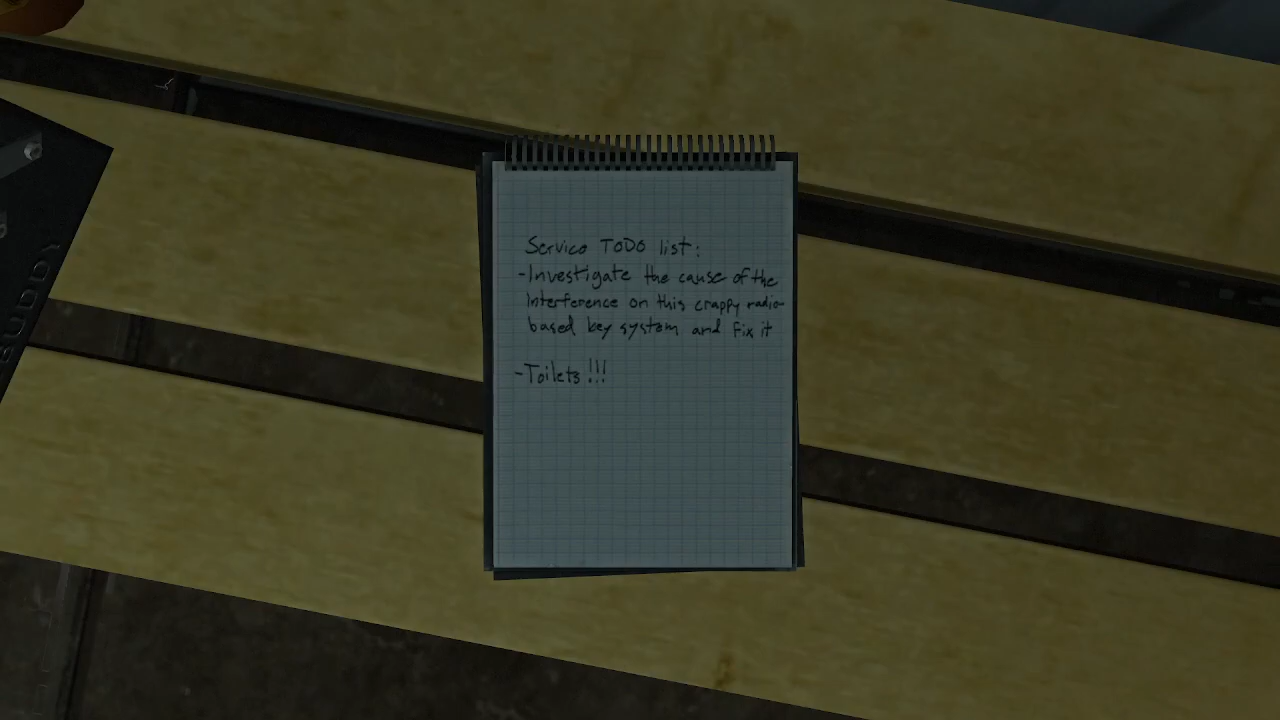 Service TODO list:
-Investigate the cause of the
Interference on this crappy radio-
based key system and fix it
-Toilets!!!